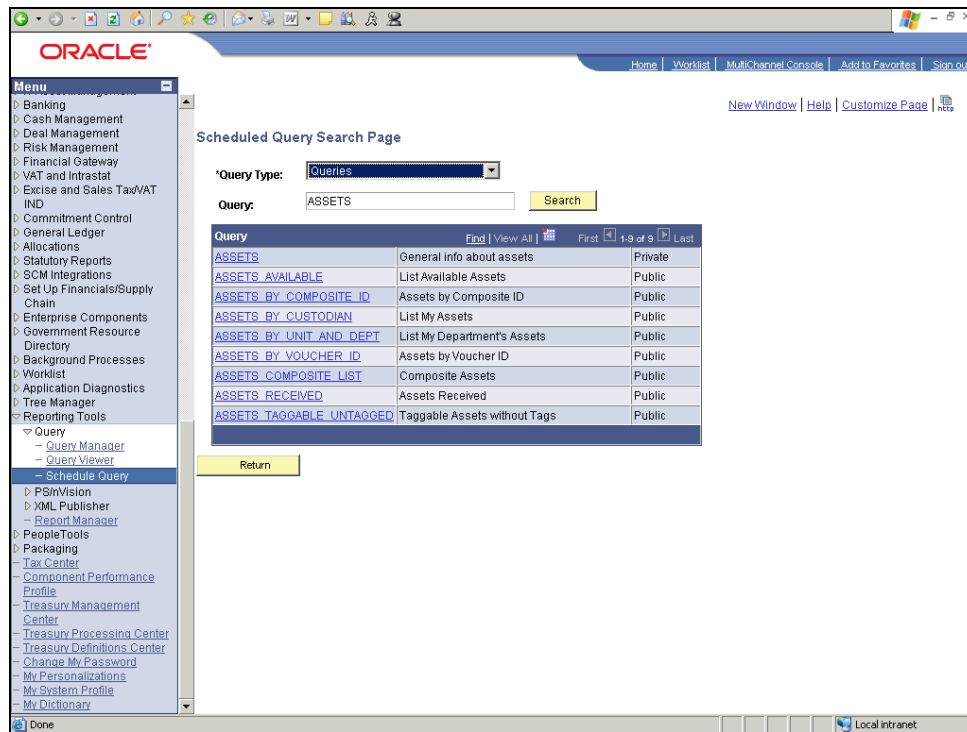 ORACLE
Home | Worklist | MultiChannel Console | Add to Favorites | Sign ou
Menu
Banking
Cash Management
Deal Management
Risk Management
Financial Gateway
VAT and Intrastat
Excise and Sales Tax/VAT
IND
Commitment Control
General Ledger
Allocations
Statutory Reports
SCM Integrations
Set Up Financials/Supply
Chain
Enterprise Components
Government Resource
Directory
Background Processes
Worklist
Application Diagnostics
Tree Manager
Reporting Tools
Query
Query Manager
Query Viewer
Schedule Query
PS/nVision
XML Publisher
Report Manager
PeopleTools
Packaging
Tax Center
Component Performance
Profile
Treasury Management
Center
Treasury Processing Center
Treasury Definitions Center
Change My Password
My Personalizations
My System Profile
My Dictionary
New Window | Help | Customize Page | http
Scheduled Query Search Page
*Query Type: Queries
Query: ASSETS Search
Query Find | View All | First 1-9 of 9 Last
ASSETS General info about assets Private
ASSETS_AVAILABLE List Available Assets Public
ASSETS_BY_COMPOSITE_ID Assets by Composite ID Public
ASSETS_BY_CUSTODIAN List My Assets Public
ASSETS_BY_UNIT_AND_DEPT List My Department's Assets Public
ASSETS_BY_VOUCHER_ID Assets by Voucher ID Public
ASSETS_COMPOSITE_LIST Composite Assets Public
ASSETS_RECEIVED Assets Received Public
ASSETS_TAGGABLE_UNTAGGED Taggable Assets without Tags Public
Return
Done Local intranet